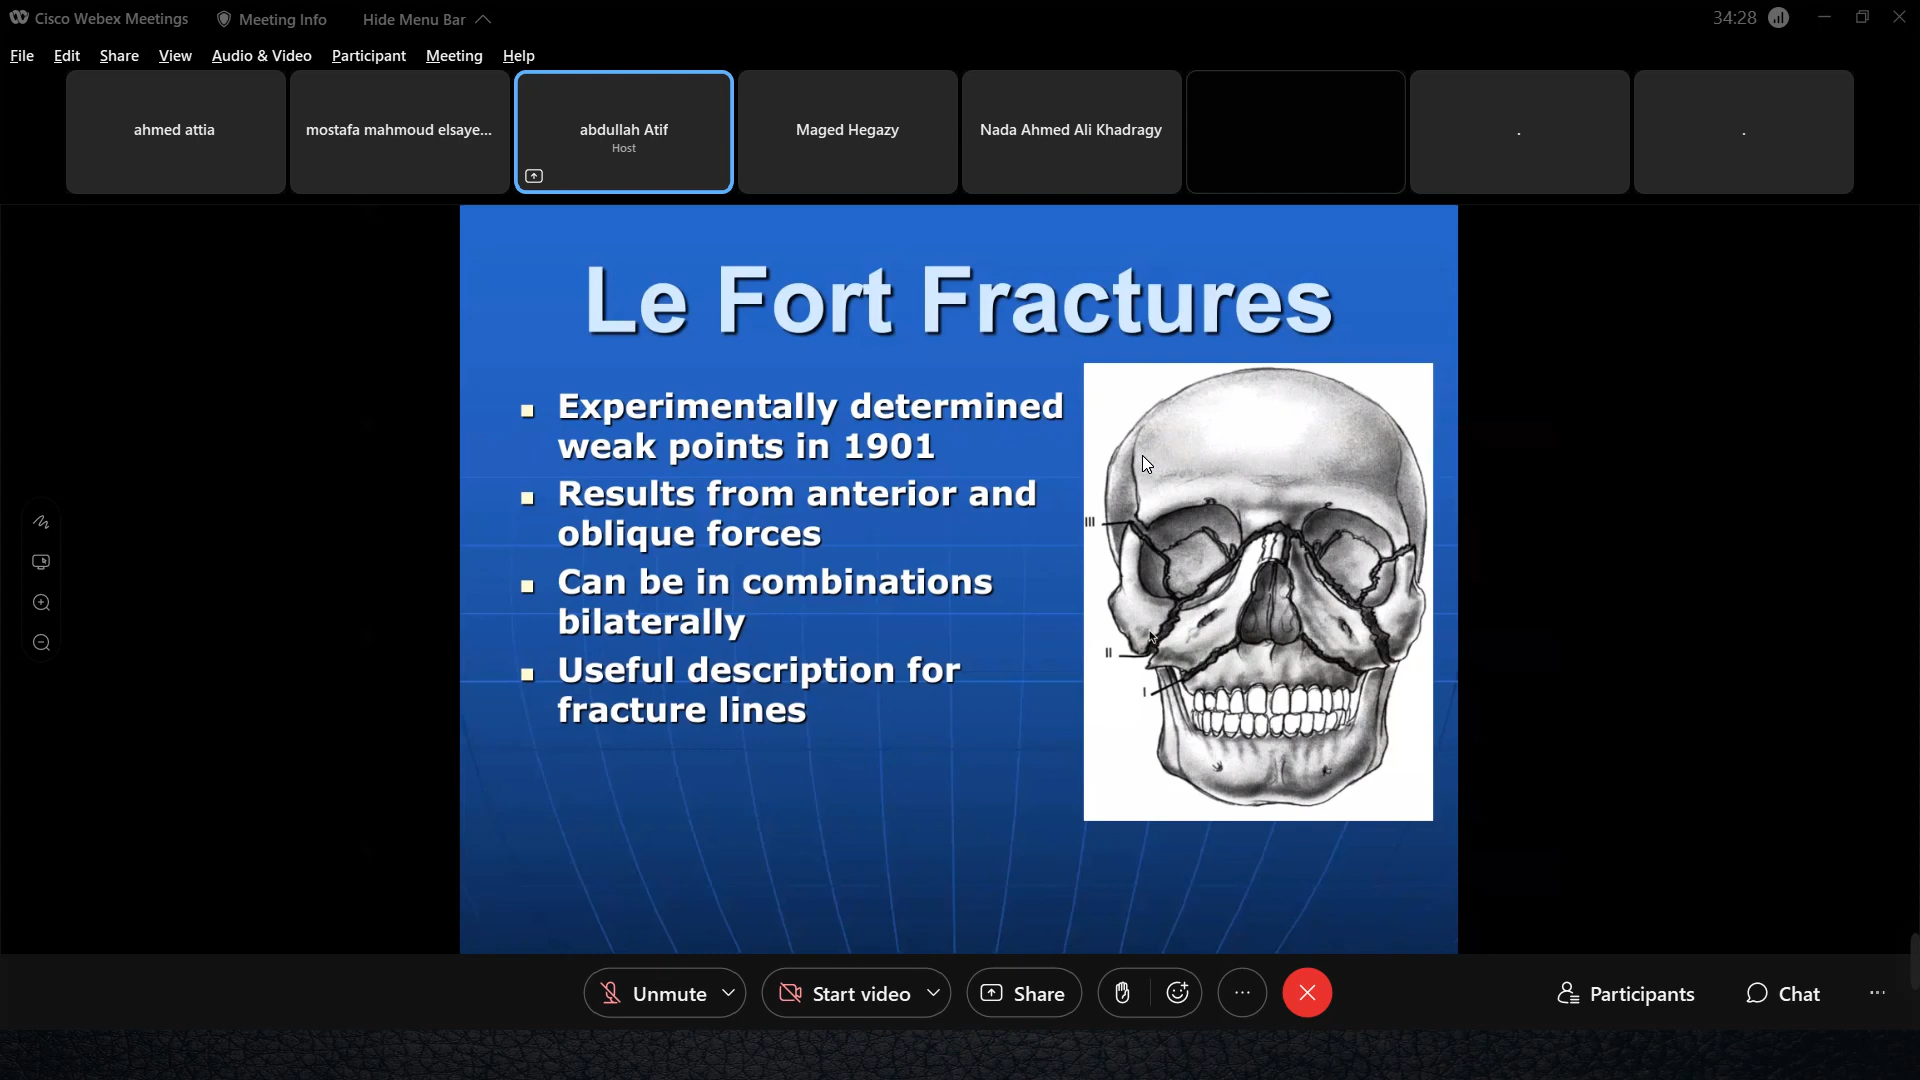 Cisco Webex Meetings
Meeting Info
Hide Menu Bar
34:28
File Edit Share View Audio & Video Participant Meeting Help
ahmed attia
mostafa mahmoud elsaye...
abdullah Atif
Host
Maged Hegazy
Nada Ahmed Ali Khadragy
.
.
Le Fort Fractures
Experimentally determined
weak points in 1901
Results from anterior and
oblique forces
Can be in combinations
bilaterally
Useful description for
fracture lines
III
II
I
Unmute
Start video
Share
Participants
Chat